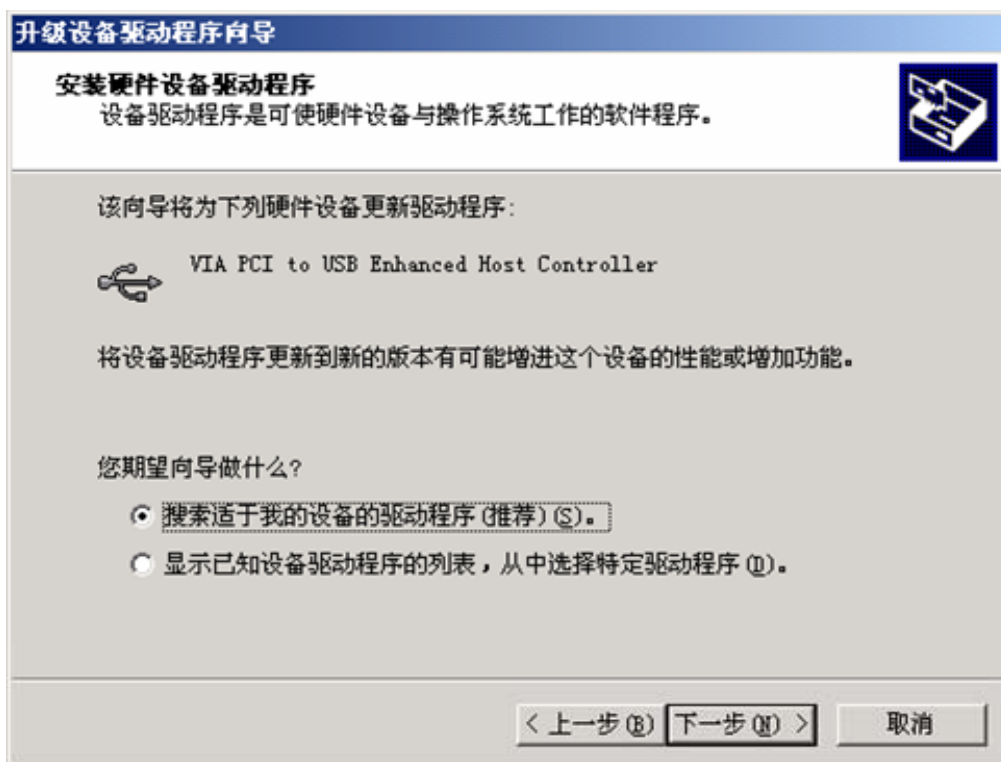 升级设备驱动程序向导
安装硬件设备驱动程序
设备驱动程序是可使硬件设备与操作系统工作的软件程序。
该向导将为下列硬件设备更新驱动程序:
VIA PCI to USB Enhanced Host Controller
将设备驱动程序更新到新的版本有可能增进这个设备的性能或增加功能。
您期望向导做什么?
搜索适于我的设备的驱动程序(推荐)(S)。
显示已知设备驱动程序的列表，从中选择特定驱动程序(D)。
< 上一步(B) 下一步(N) > 取消